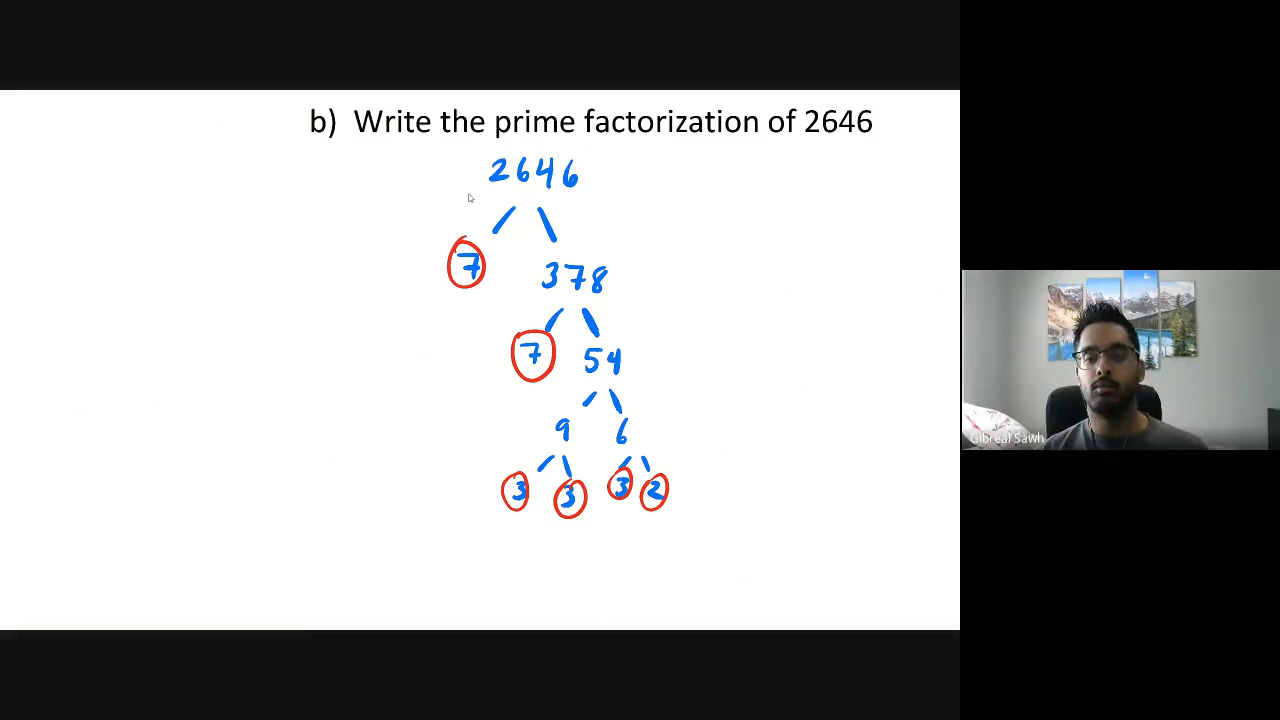 b) Write the prime factorization of 2646
2646
7 378
7 54
9 6
3 3 3 2
Gibreal Sawh